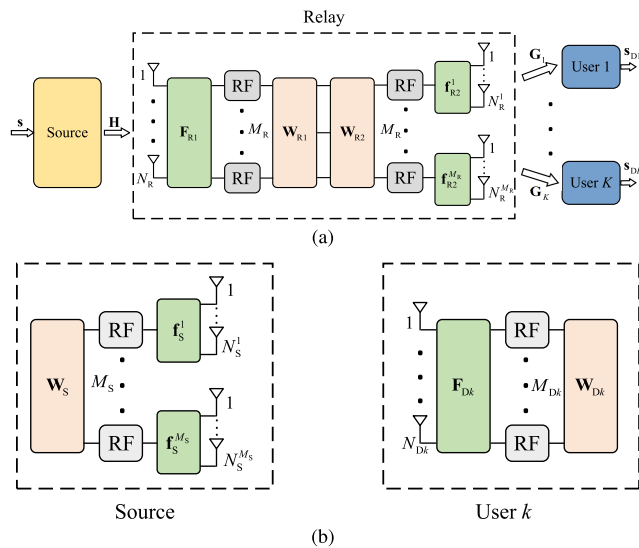 Relay
s
Source
H
1
N_R
F_R1
RF
M_R
RF
W_R1
W_R2
RF
M_R
RF
f_R2^1
1
N_R^1
f_R2^{M_R}
1
N_R^{M_R}
G_1
G_K
User 1
s_D1
User K
(a)
W_S
RF
M_S
RF
f_S^1
1
N_S^1
f_S^{M_S}
1
N_S^{M_S}
Source
1
N_Dk
F_Dk
RF
M_Dk
RF
W_Dk
User k
(b)